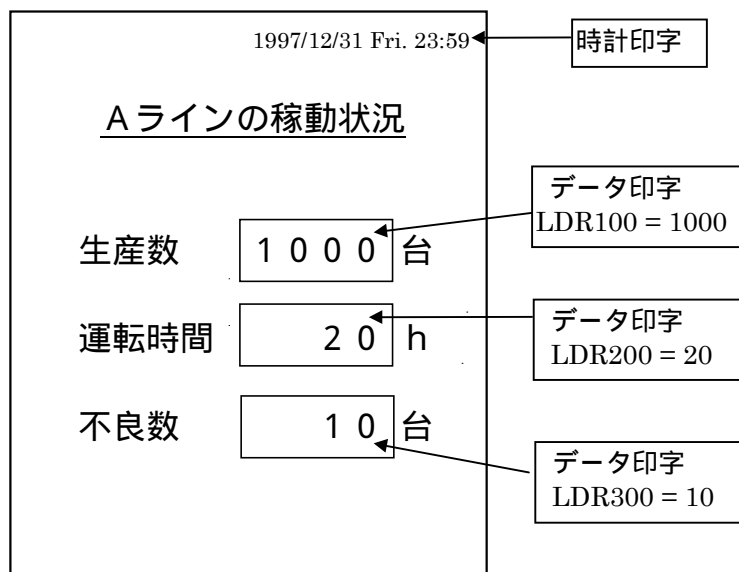 1997/12/31 Fri. 23:59
時計印字
Aラインの稼動状況
データ印字
LDR100 = 1000
生産数 1000 台
データ印字
LDR200 = 20
運転時間 20 h
不良数 10 台
データ印字
LDR300 = 10